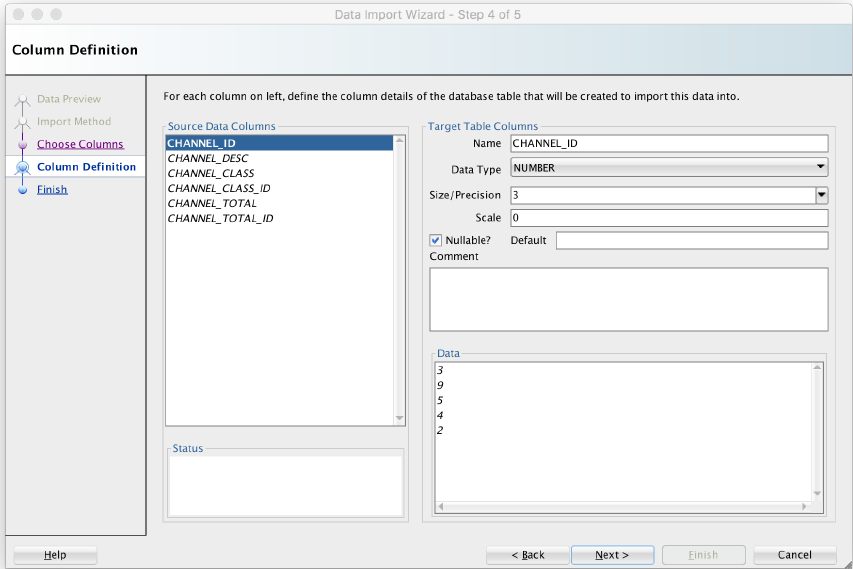 Data Import Wizard - Step 4 of 5
Column Definition
Data Preview
Import Method
Choose Columns
Column Definition
Finish
For each column on left, define the column details of the database table that will be created to import this data into.
Source Data Columns
CHANNEL_ID
CHANNEL_DESC
CHANNEL_CLASS
CHANNEL_CLASS_ID
CHANNEL_TOTAL
CHANNEL_TOTAL_ID
Status
Target Table Columns
Name CHANNEL_ID
Data Type NUMBER
Size/Precision 3
Scale 0
Nullable? Default
Comment
Data
3
9
5
4
2
Help < Back Next > Finish Cancel